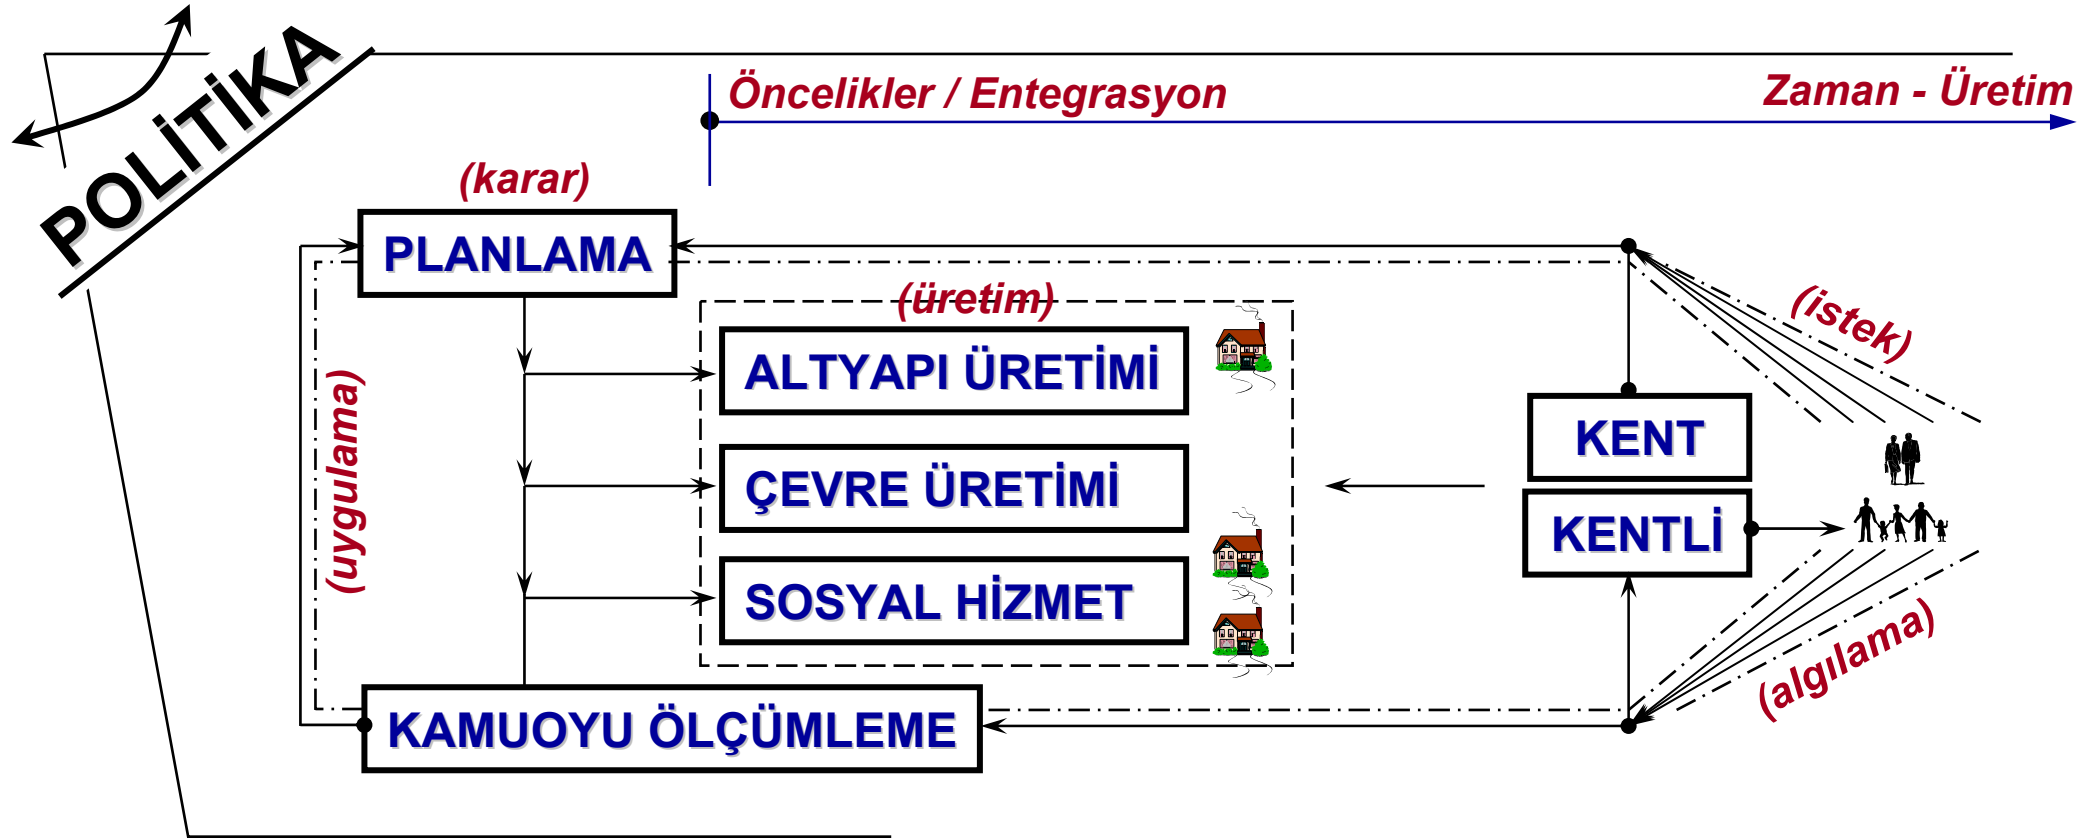 POLİTİKA
Öncelikler / Entegrasyon
Zaman - Üretim
(karar)
PLANLAMA
(üretim)
(istek)
ALTYAPI ÜRETİMİ
(uygulama)
KENT
ÇEVRE ÜRETİMİ
KENTLİ
SOSYAL HİZMET
(algılama)
KAMUOYU ÖLÇÜMLEME